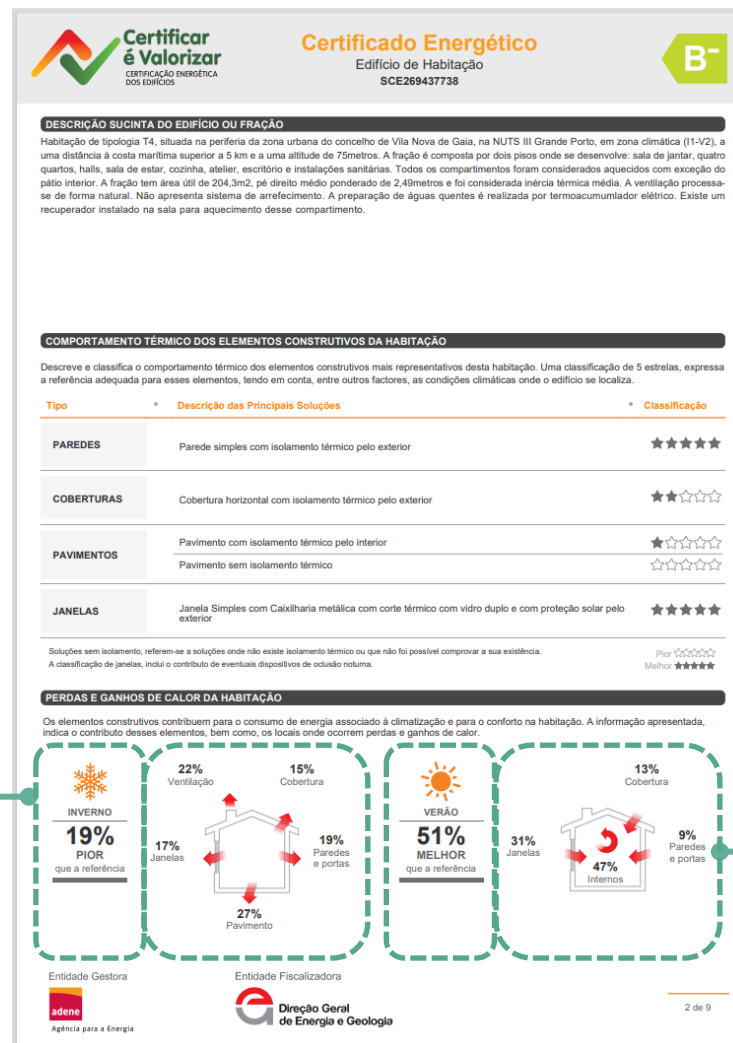 Certificar
é Valorizar
CERTIFICAÇÃO ENERGÉTICA
DOS EDIFÍCIOS
Certificado Energético
Edifício de Habitação
SCE269437738
B-
DESCRIÇÃO SUCINTA DO EDIFÍCIO OU FRAÇÃO
Habitação de tipologia T4, situada na periferia da zona urbana do concelho de Vila Nova de Gaia, na NUTS III Grande Porto, em zona climática (I1-V2), a
uma distância à costa marítima superior a 5 km e a uma altitude de 75metros. A fração é composta por dois pisos onde se desenvolve: sala de jantar, quatro
quartos, halls, sala de estar, cozinha, atelier, escritório e instalações sanitárias. Todos os compartimentos foram considerados aquecidos com exceção do
pátio interior. A fração tem área útil de 204,3m2, pé direito médio ponderado de 2,49metros e foi considerada inércia térmica média. A ventilação processa-
se de forma natural. Não apresenta sistema de arrefecimento. A preparação de águas quentes é realizada por termoacumumlador elétrico. Existe um
recuperador instalado na sala para aquecimento desse compartimento.
COMPORTAMENTO TÉRMICO DOS ELEMENTOS CONSTRUTIVOS DA HABITAÇÃO
Descreve e classifica o comportamento térmico dos elementos construtivos mais representativos desta habitação. Uma classificação de 5 estrelas, expressa
a referência adequada para esses elementos, tendo em conta, entre outros factores, as condições climáticas onde o edifício se localiza.
Tipo Descrição das Principais Soluções Classificação
PAREDES Parede simples com isolamento térmico pelo exterior ★★★★★
COBERTURAS Cobertura horizontal com isolamento térmico pelo exterior ★★☆☆☆
PAVIMENTOS
Pavimento com isolamento térmico pelo interior ★☆☆☆☆
Pavimento sem isolamento térmico ☆☆☆☆☆
JANELAS Janela Simples com Caixilharia metálica com corte térmico com vidro duplo e com proteção solar pelo ★★★★★
exterior
Soluções sem isolamento, referem-se a soluções onde não existe isolamento térmico ou que não foi possível comprovar a sua existência. Pior ☆☆☆☆☆
A classificação de janelas, inclui o contributo de eventuais dispositivos de oclusão noturna. Melhor ★★★★★
PERDAS E GANHOS DE CALOR DA HABITAÇÃO
Os elementos construtivos contribuem para o consumo de energia associado à climatização e para o conforto na habitação. A informação apresentada,
indica o contributo desses elementos, bem como, os locais onde ocorrem perdas e ganhos de calor.
INVERNO
19%
PIOR
que a referência
22%
Ventilação
15%
Cobertura
17%
Janelas
19%
Paredes
e portas
27%
Pavimento
VERÃO
51%
MELHOR
que a referência
13%
Cobertura
31%
Janelas
9%
Paredes
e portas
47%
Internos
Entidade Gestora
adene
Agência para a Energia
Entidade Fiscalizadora
Direção Geral
de Energia e Geologia
2 de 9